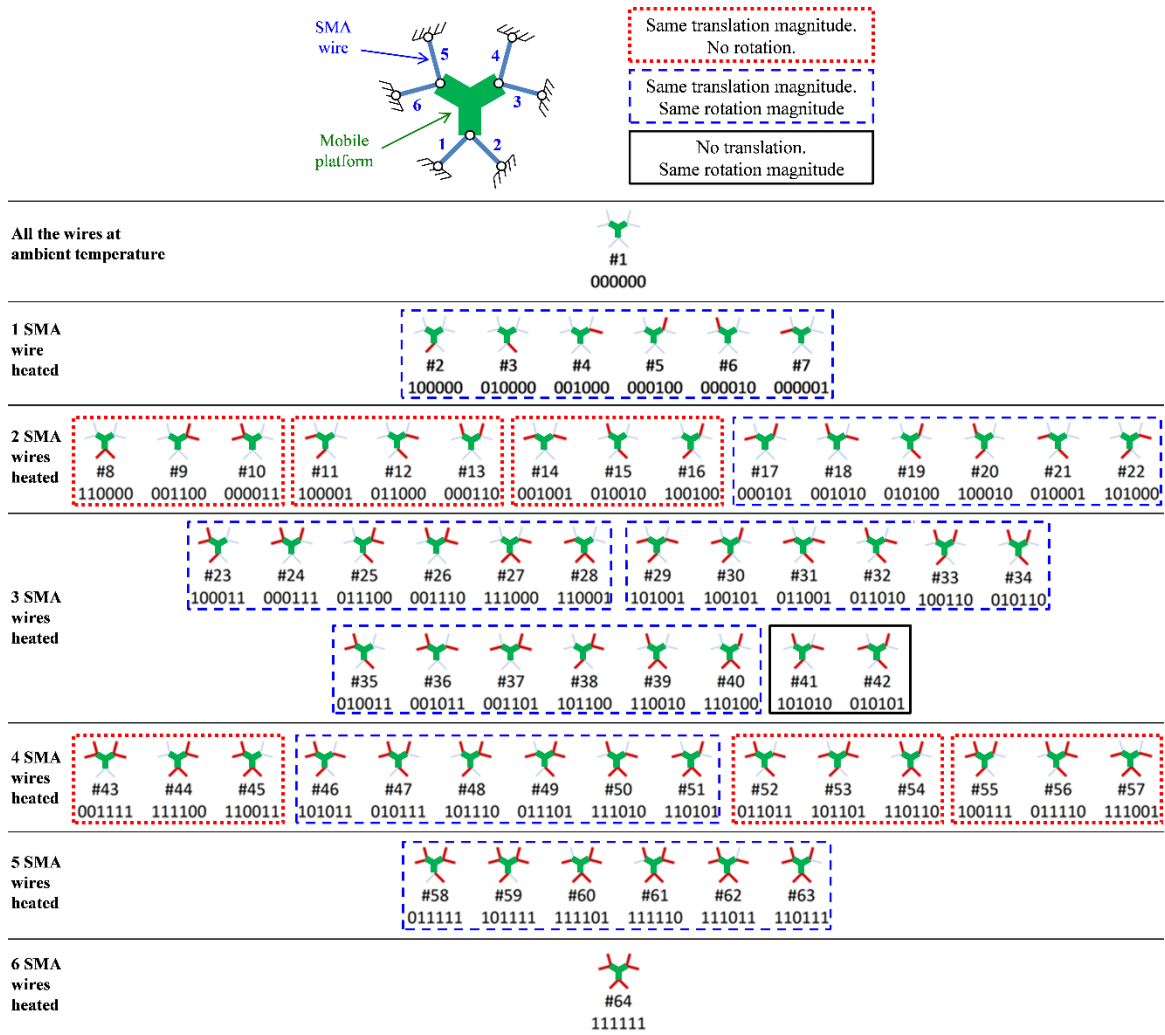 SMA
wire
5
4
6
3
1
2
Mobile
platform
Same translation magnitude.
No rotation.
Same translation magnitude.
Same rotation magnitude
No translation.
Same rotation magnitude
All the wires at
ambient temperature
#1
000000
1 SMA
wire
heated
#2 #3 #4 #5 #6 #7
100000 010000 001000 000100 000010 000001
2 SMA
wires
heated
#8 #9 #10 #11 #12 #13 #14 #15 #16 #17 #18 #19 #20 #21 #22
110000 001100 000011 100001 011000 000110 001001 010010 100100 000101 001010 010100 100010 010001 101000
3 SMA
wires
heated
#23 #24 #25 #26 #27 #28 #29 #30 #31 #32 #33 #34
100011 000111 011100 001110 111000 110001 101001 100101 011001 011010 100110 010110
#35 #36 #37 #38 #39 #40 #41 #42
010011 001011 001101 101100 110010 110100 101010 010101
4 SMA
wires
heated
#43 #44 #45 #46 #47 #48 #49 #50 #51 #52 #53 #54 #55 #56 #57
001111 111100 110011 101011 010111 101110 011101 111010 110101 011011 101101 110110 100111 011110 111001
5 SMA
wires
heated
#58 #59 #60 #61 #62 #63
011111 101111 111101 111110 111011 110111
6 SMA
wires
heated
#64
111111